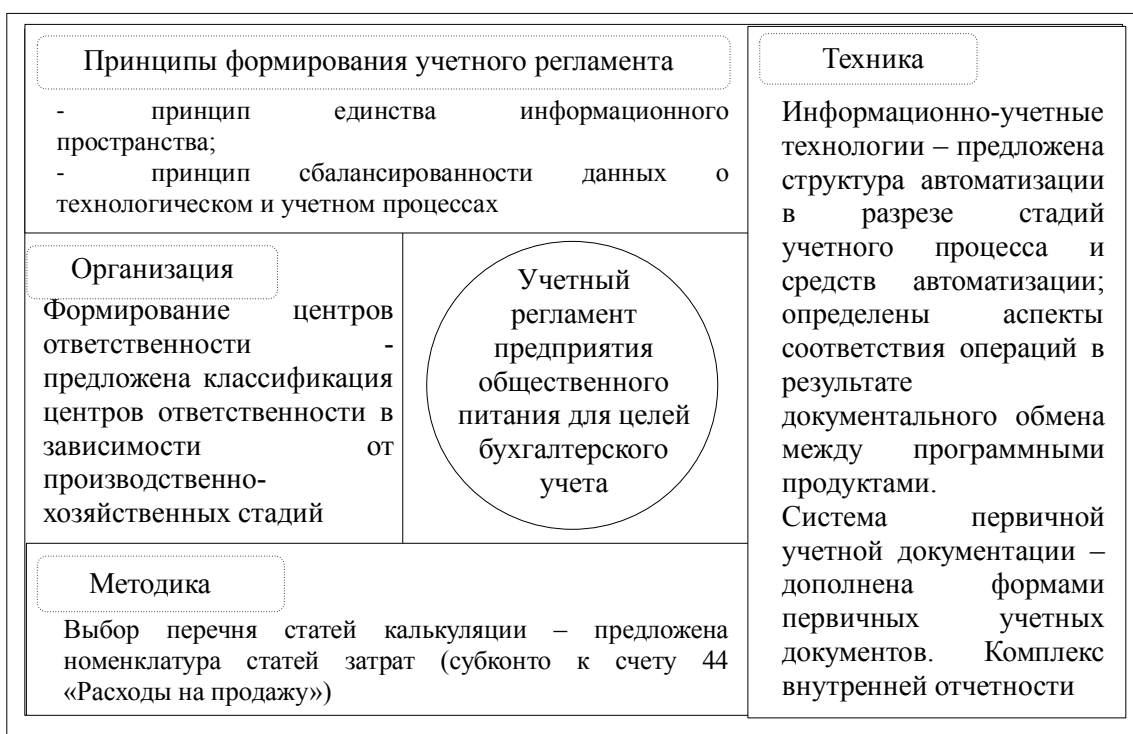 Принципы формирования учетного регламента
- принцип единства информационного
пространства;
- принцип сбалансированности данных о
технологическом и учетном процессах
Организация
Формирование центров
ответственности -
предложена классификация
центров ответственности в
зависимости от
производственно-
хозяйственных стадий
Учетный
регламент
предприятия
общественного
питания для целей
бухгалтерского
учета
Методика
Выбор перечня статей калькуляции – предложена
номенклатура статей затрат (субконто к счету 44
«Расходы на продажу»)
Техника
Информационно-учетные
технологии – предложена
структура автоматизации
в разрезе стадий
учетного процесса и
средств автоматизации;
определены аспекты
соответствия операций в
результате
документального обмена
между программными
продуктами.
Система первичной
учетной документации –
дополнена формами
первичных учетных
документов. Комплекс
внутренней отчетности